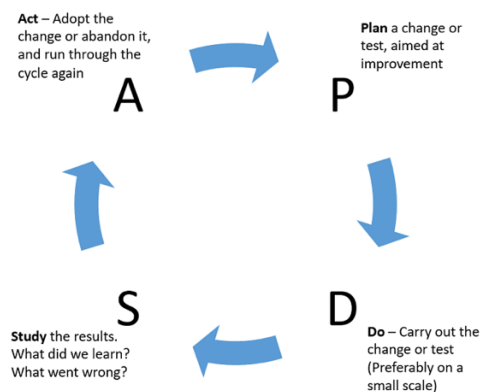 Act – Adopt the
change or abandon it,
and run through the
cycle again
A
Plan a change or
test, aimed at
improvement
P
D
Do – Carry out the
change or test
(Preferably on a
small scale)
S
Study the results.
What did we learn?
What went wrong?